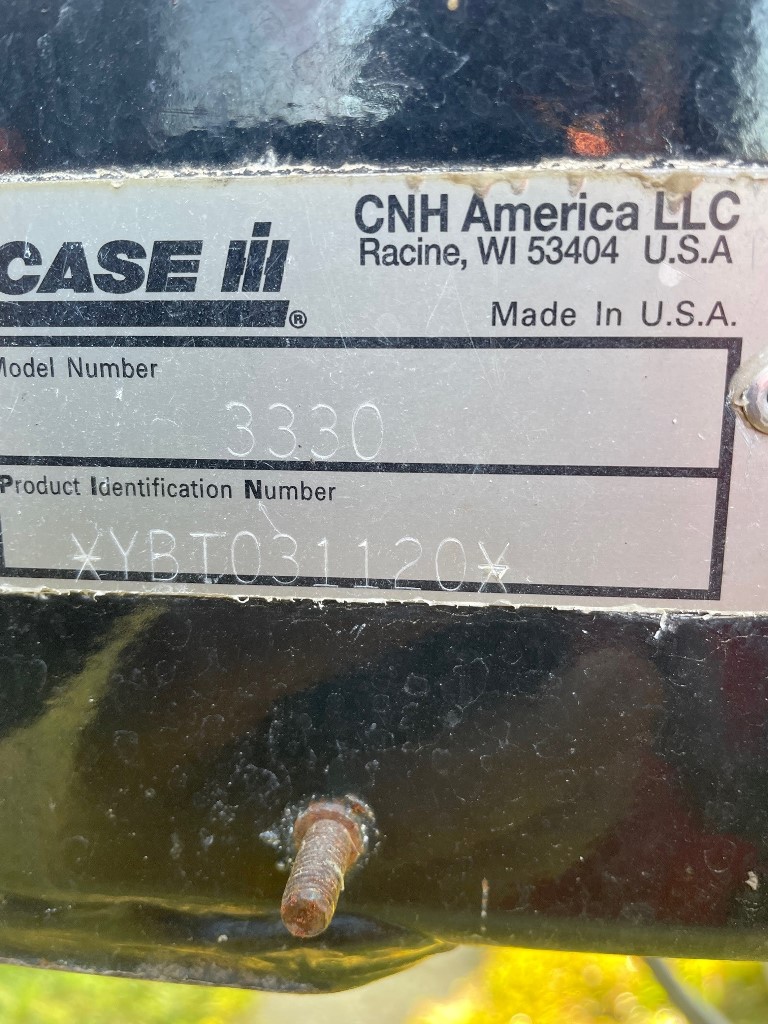 CASE IH®
CNH America LLC
Racine, WI 53404 U.S.A
Made In U.S.A.
Model Number
3330
Product Identification Number
*YBT031120*